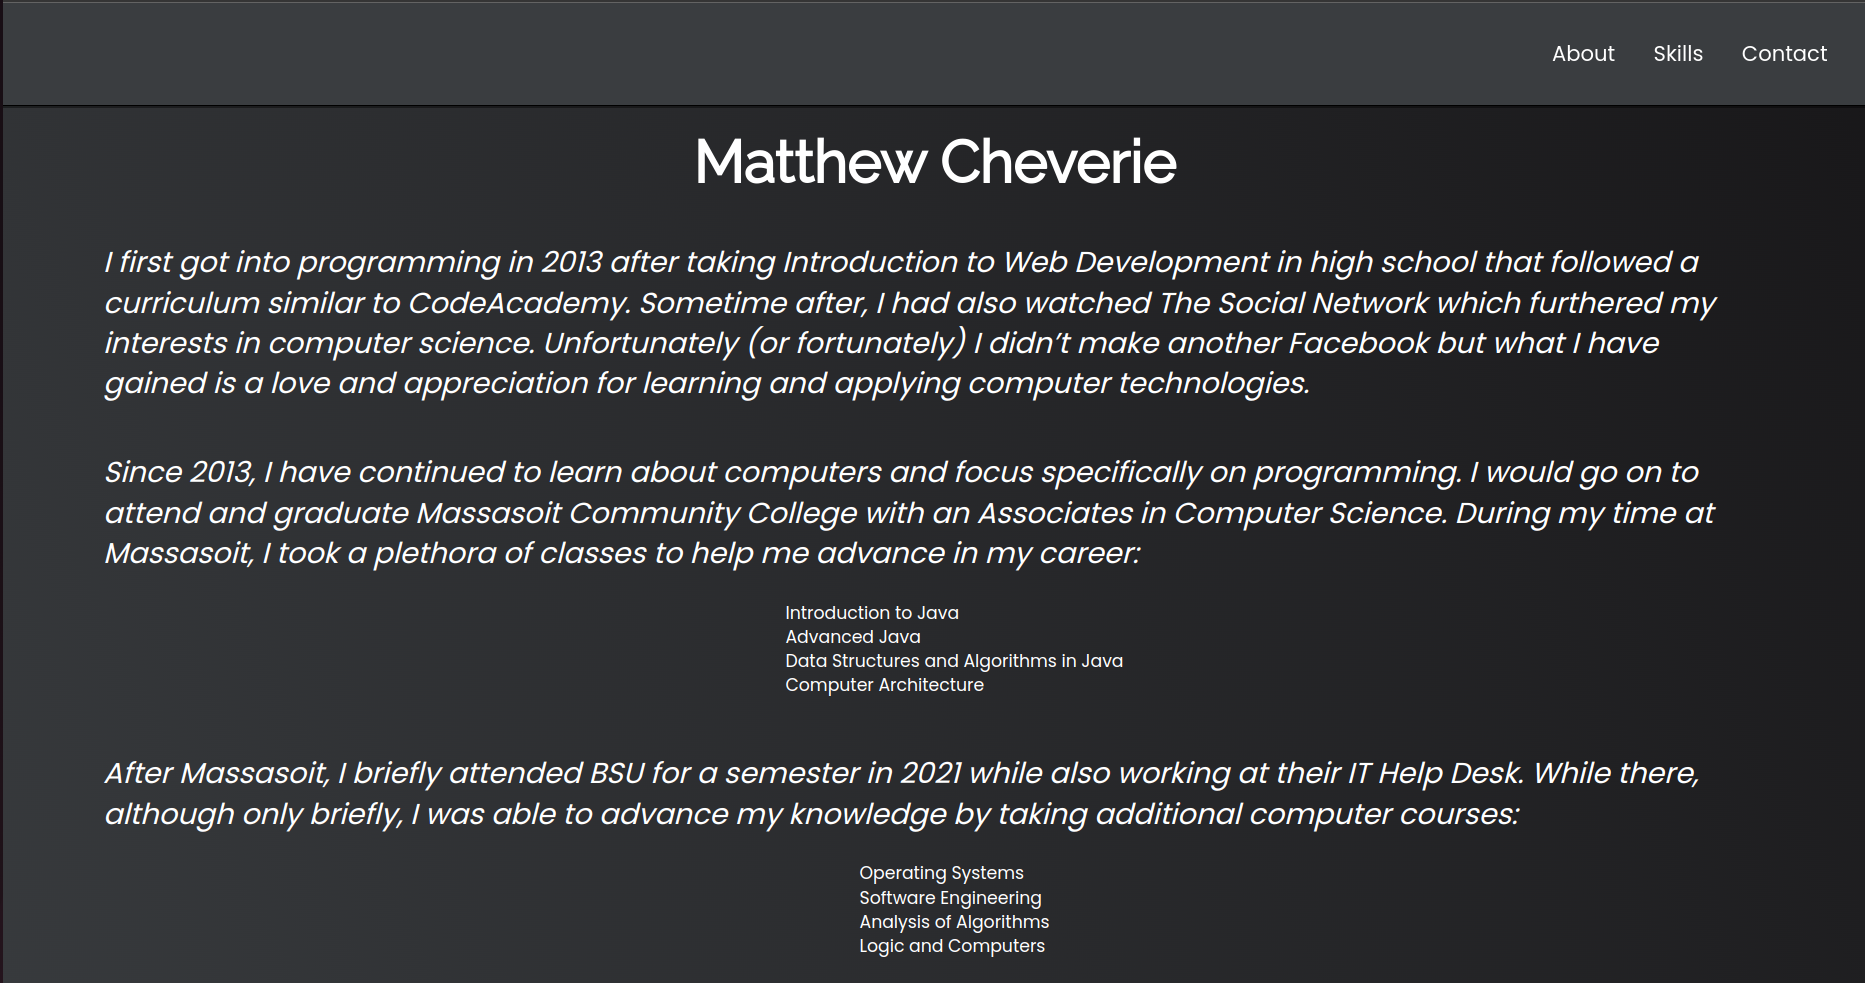 About Skills Contact
Matthew Cheverie
I first got into programming in 2013 after taking Introduction to Web Development in high school that followed a
curriculum similar to CodeAcademy. Sometime after, I had also watched The Social Network which furthered my
interests in computer science. Unfortunately (or fortunately) I didn’t make another Facebook but what I have
gained is a love and appreciation for learning and applying computer technologies.
Since 2013, I have continued to learn about computers and focus specifically on programming. I would go on to
attend and graduate Massasoit Community College with an Associates in Computer Science. During my time at
Massasoit, I took a plethora of classes to help me advance in my career:
Introduction to Java
Advanced Java
Data Structures and Algorithms in Java
Computer Architecture
After Massasoit, I briefly attended BSU for a semester in 2021 while also working at their IT Help Desk. While there,
although only briefly, I was able to advance my knowledge by taking additional computer courses:
Operating Systems
Software Engineering
Analysis of Algorithms
Logic and Computers